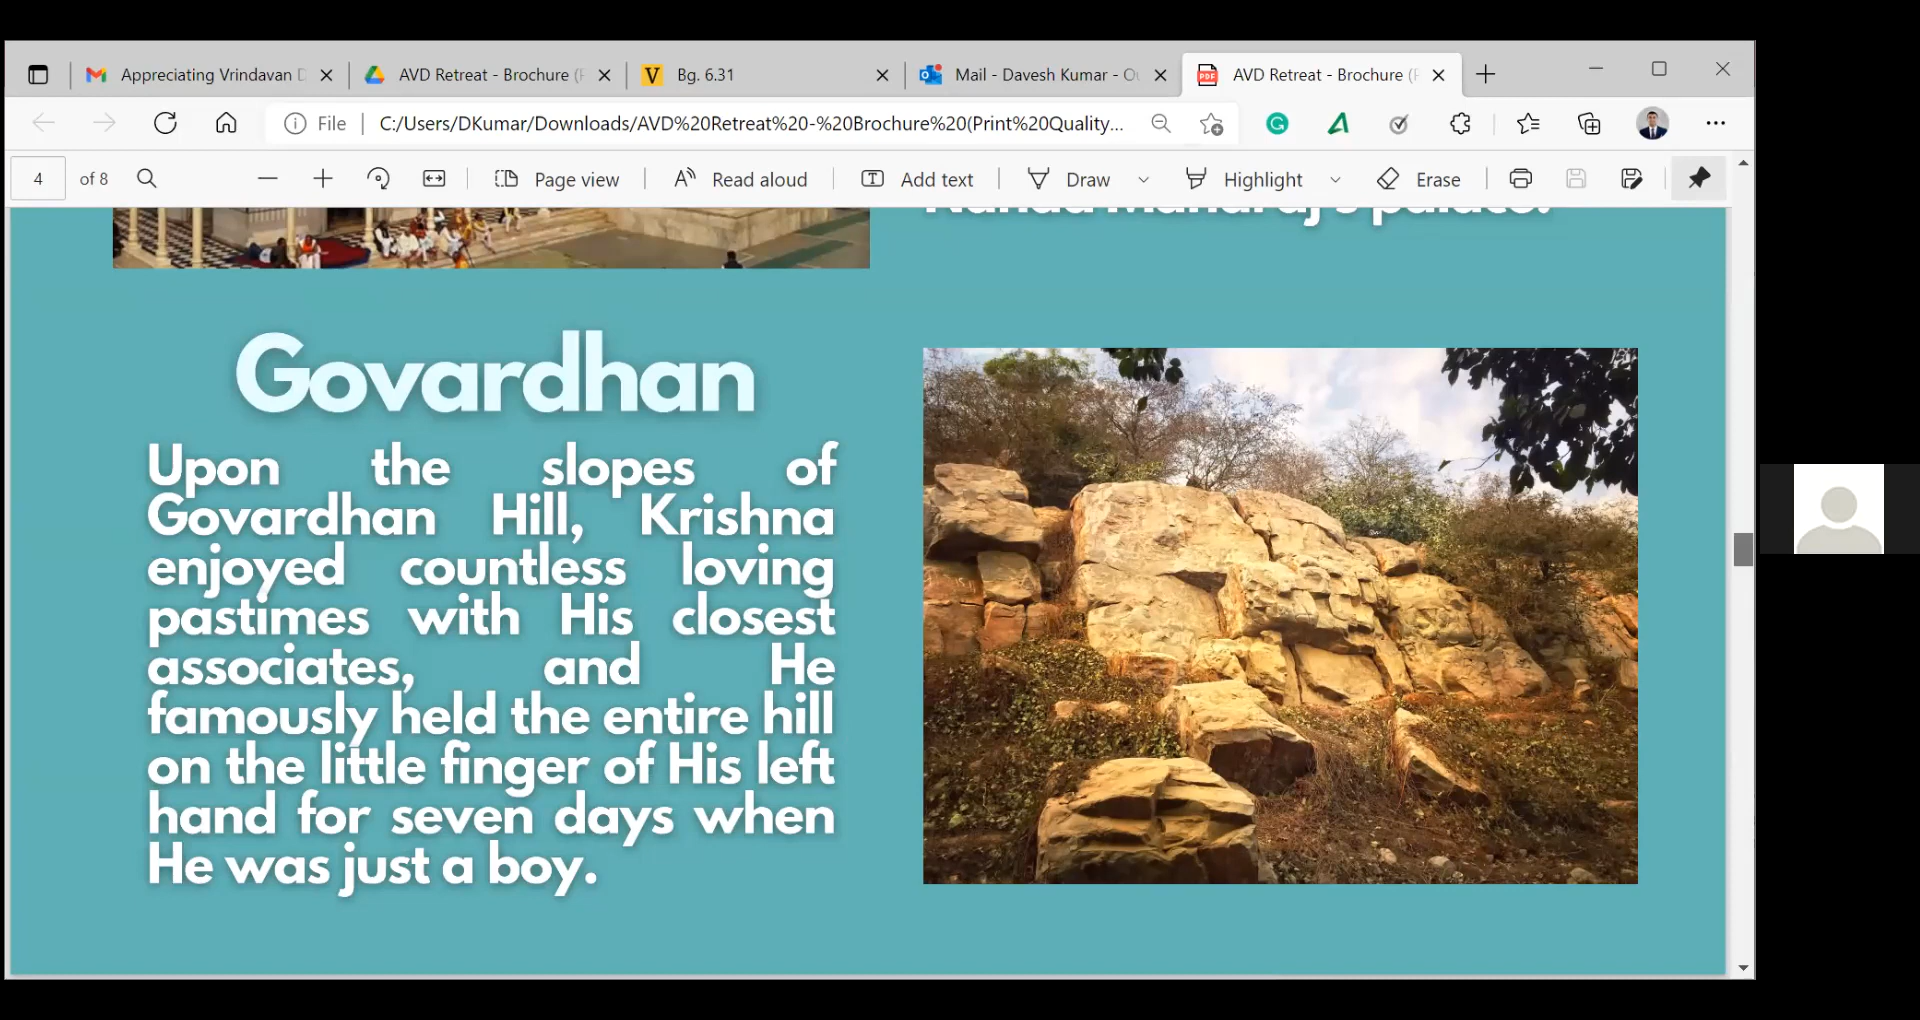 Appreciating Vrindavan D
AVD Retreat - Brochure (P
Bg. 6.31
Mail - Davesh Kumar - Ou
AVD Retreat - Brochure (P
File
C:/Users/DKumar/Downloads/AVD%20Retreat%20-%20Brochure%20(Print%20Quality...
4 of 8
Page view
Read aloud
Add text
Draw
Highlight
Erase
Nanda Maharaj's palace.
Govardhan
Upon the slopes of
Govardhan Hill, Krishna
enjoyed countless loving
pastimes with His closest
associates, and He
famously held the entire hill
on the little finger of His left
hand for seven days when
He was just a boy.